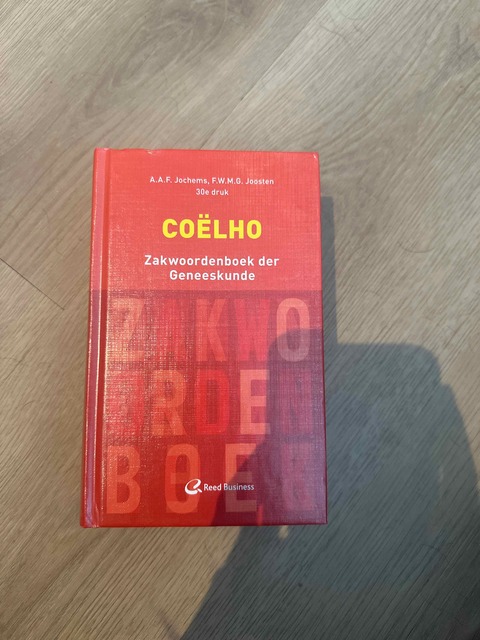 A.A.F. Jochems, F.W.M.G. Joosten
30e druk
COËLHO
Zakwoordenboek der
Geneeskunde
ZAKWO
ORDEN
BOEK
Reed Business